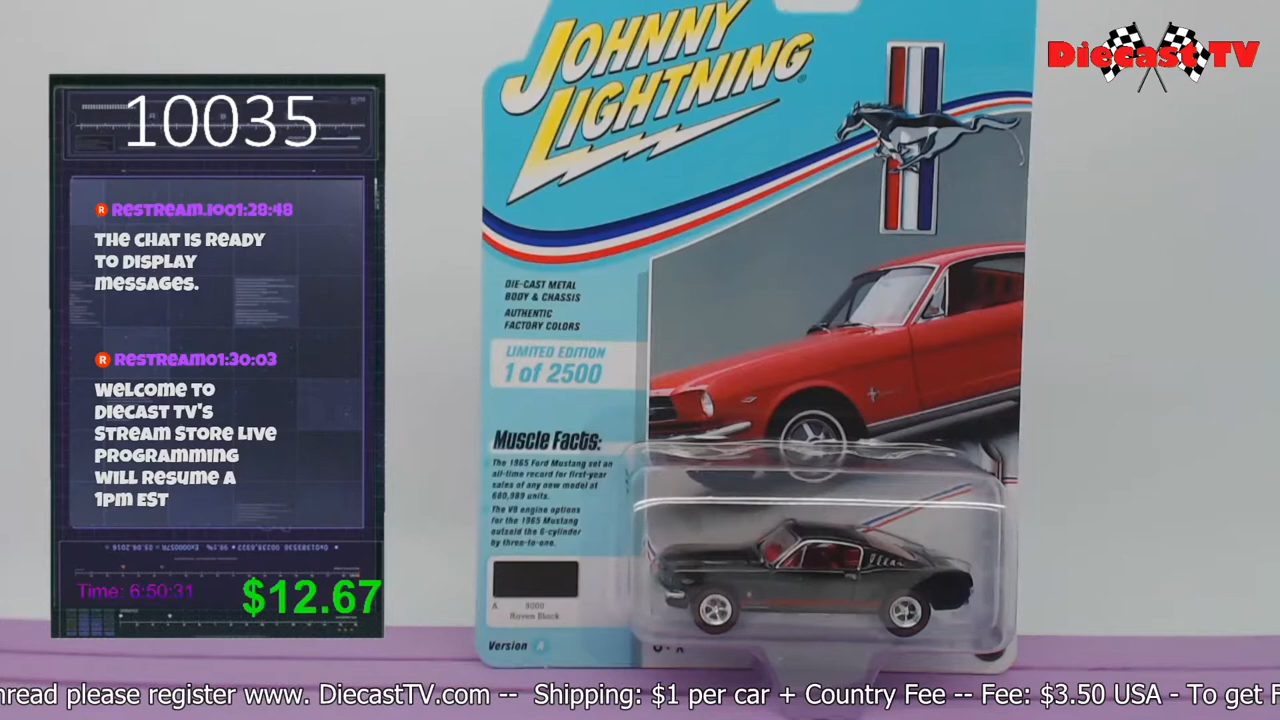 10035
Restream.io01:28:48
The chat is ready
to display
messages.
Restream01:30:03
Welcome to
Diecast TV's
Stream Store Live
Programming
will resume a
1pm EST
Time: 6:50:31
$12.67
JOHNNY
LIGHTNING
®
DIE-CAST METAL
BODY & CHASSIS
AUTHENTIC
FACTORY COLORS
LIMITED EDITION
1 of 2500
Muscle Facts:
The 1965 Ford Mustang set an
all-time record for first-year
sales of any new model at
680,989 units.
The V8 engine options
for the 1965 Mustang
outsold the 6-cylinder
by three-to-one.
A
9000
Raven Black
Version A
Diecast TV
nread please register www. DiecastTV.com -- Shipping: $1 per car + Country Fee -- Fee: $3.50 USA - To get F